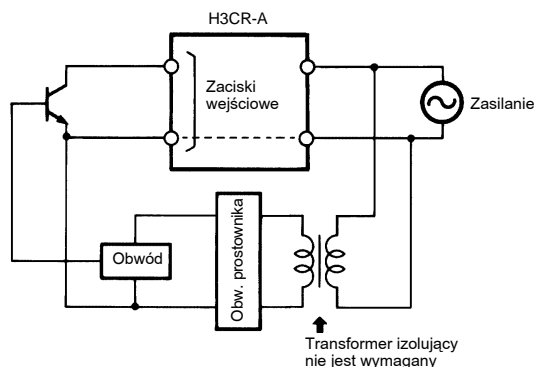 H3CR-A
Zaciski
wejściowe
Zasilanie
Obwód
Obw. prostownika
Transformer izolujący
nie jest wymagany